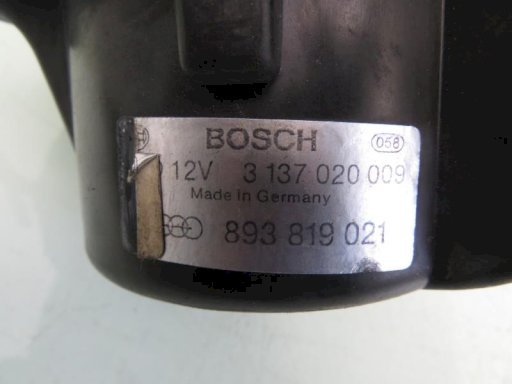 BOSCH 058
12V 3 137 020 009
Made in Germany
893 819 021